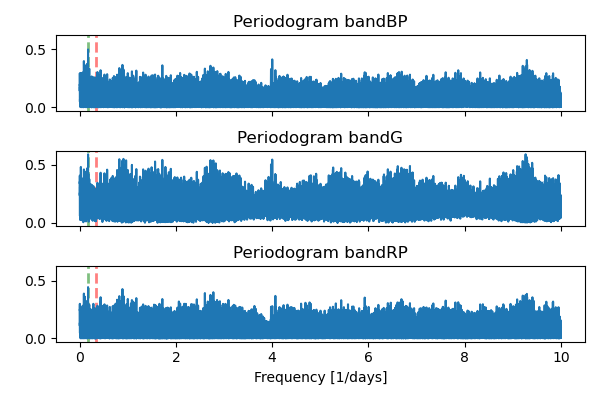 Periodogram bandBP
0.5
0.0
Periodogram bandG
0.5
0.0
Periodogram bandRP
0.5
0.0
0 2 4 6 8 10
Frequency [1/days]